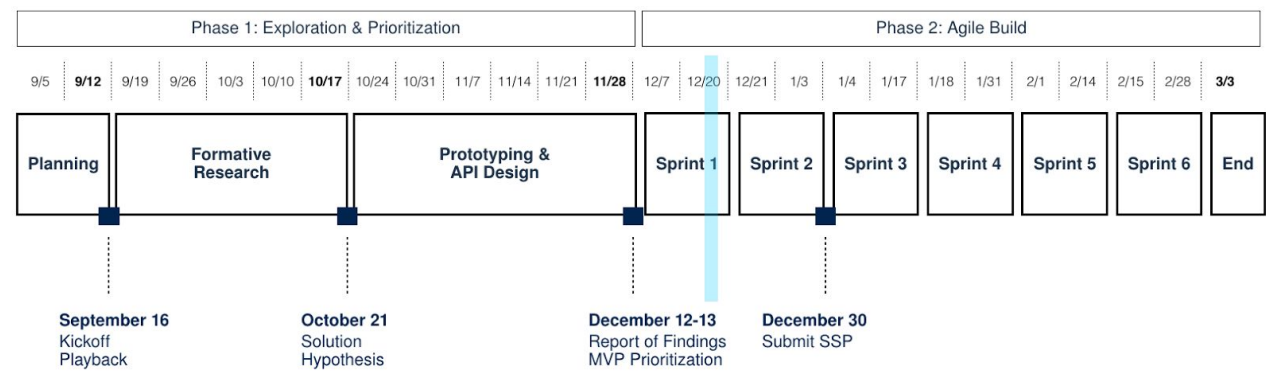 Phase 1: Exploration & Prioritization
Phase 2: Agile Build
9/5 9/12 9/19 9/26 10/3 10/10 10/17 10/24 10/31 11/7 11/14 11/21 11/28 12/7 12/20 12/21 1/3 1/4 1/17 1/18 1/31 2/1 2/14 2/15 2/28 3/3
Planning
Formative
Research
Prototyping &
API Design
Sprint 1
Sprint 2
Sprint 3
Sprint 4
Sprint 5
Sprint 6
End
September 16
Kickoff
Playback
October 21
Solution
Hypothesis
December 12-13
Report of Findings
MVP Prioritization
December 30
Submit SSP